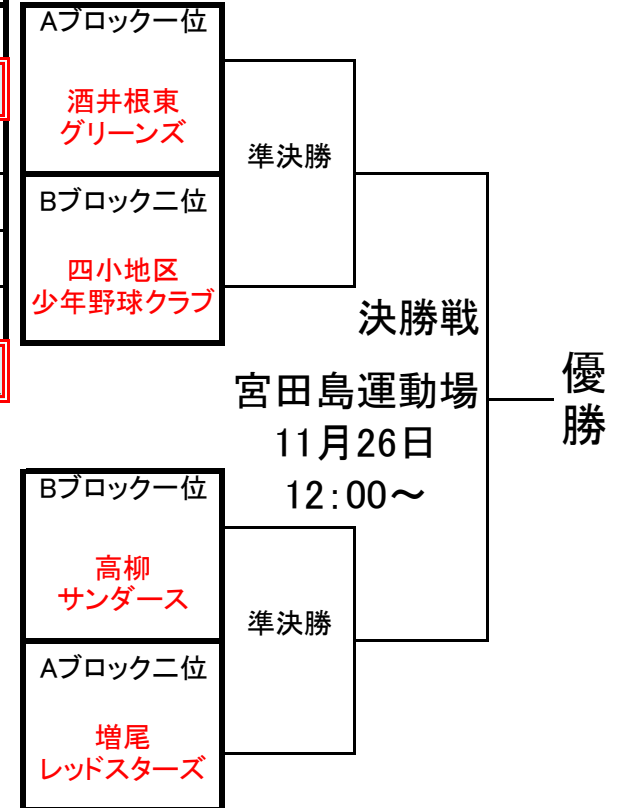 Aブロック一位
酒井根東
グリーンズ
準決勝
Bブロック二位
四小地区
少年野球クラブ
決勝戦
宮田島運動場
11月26日
12:00～
優
勝
Bブロック一位
高柳
サンダース
準決勝
Aブロック二位
増尾
レッドスターズ